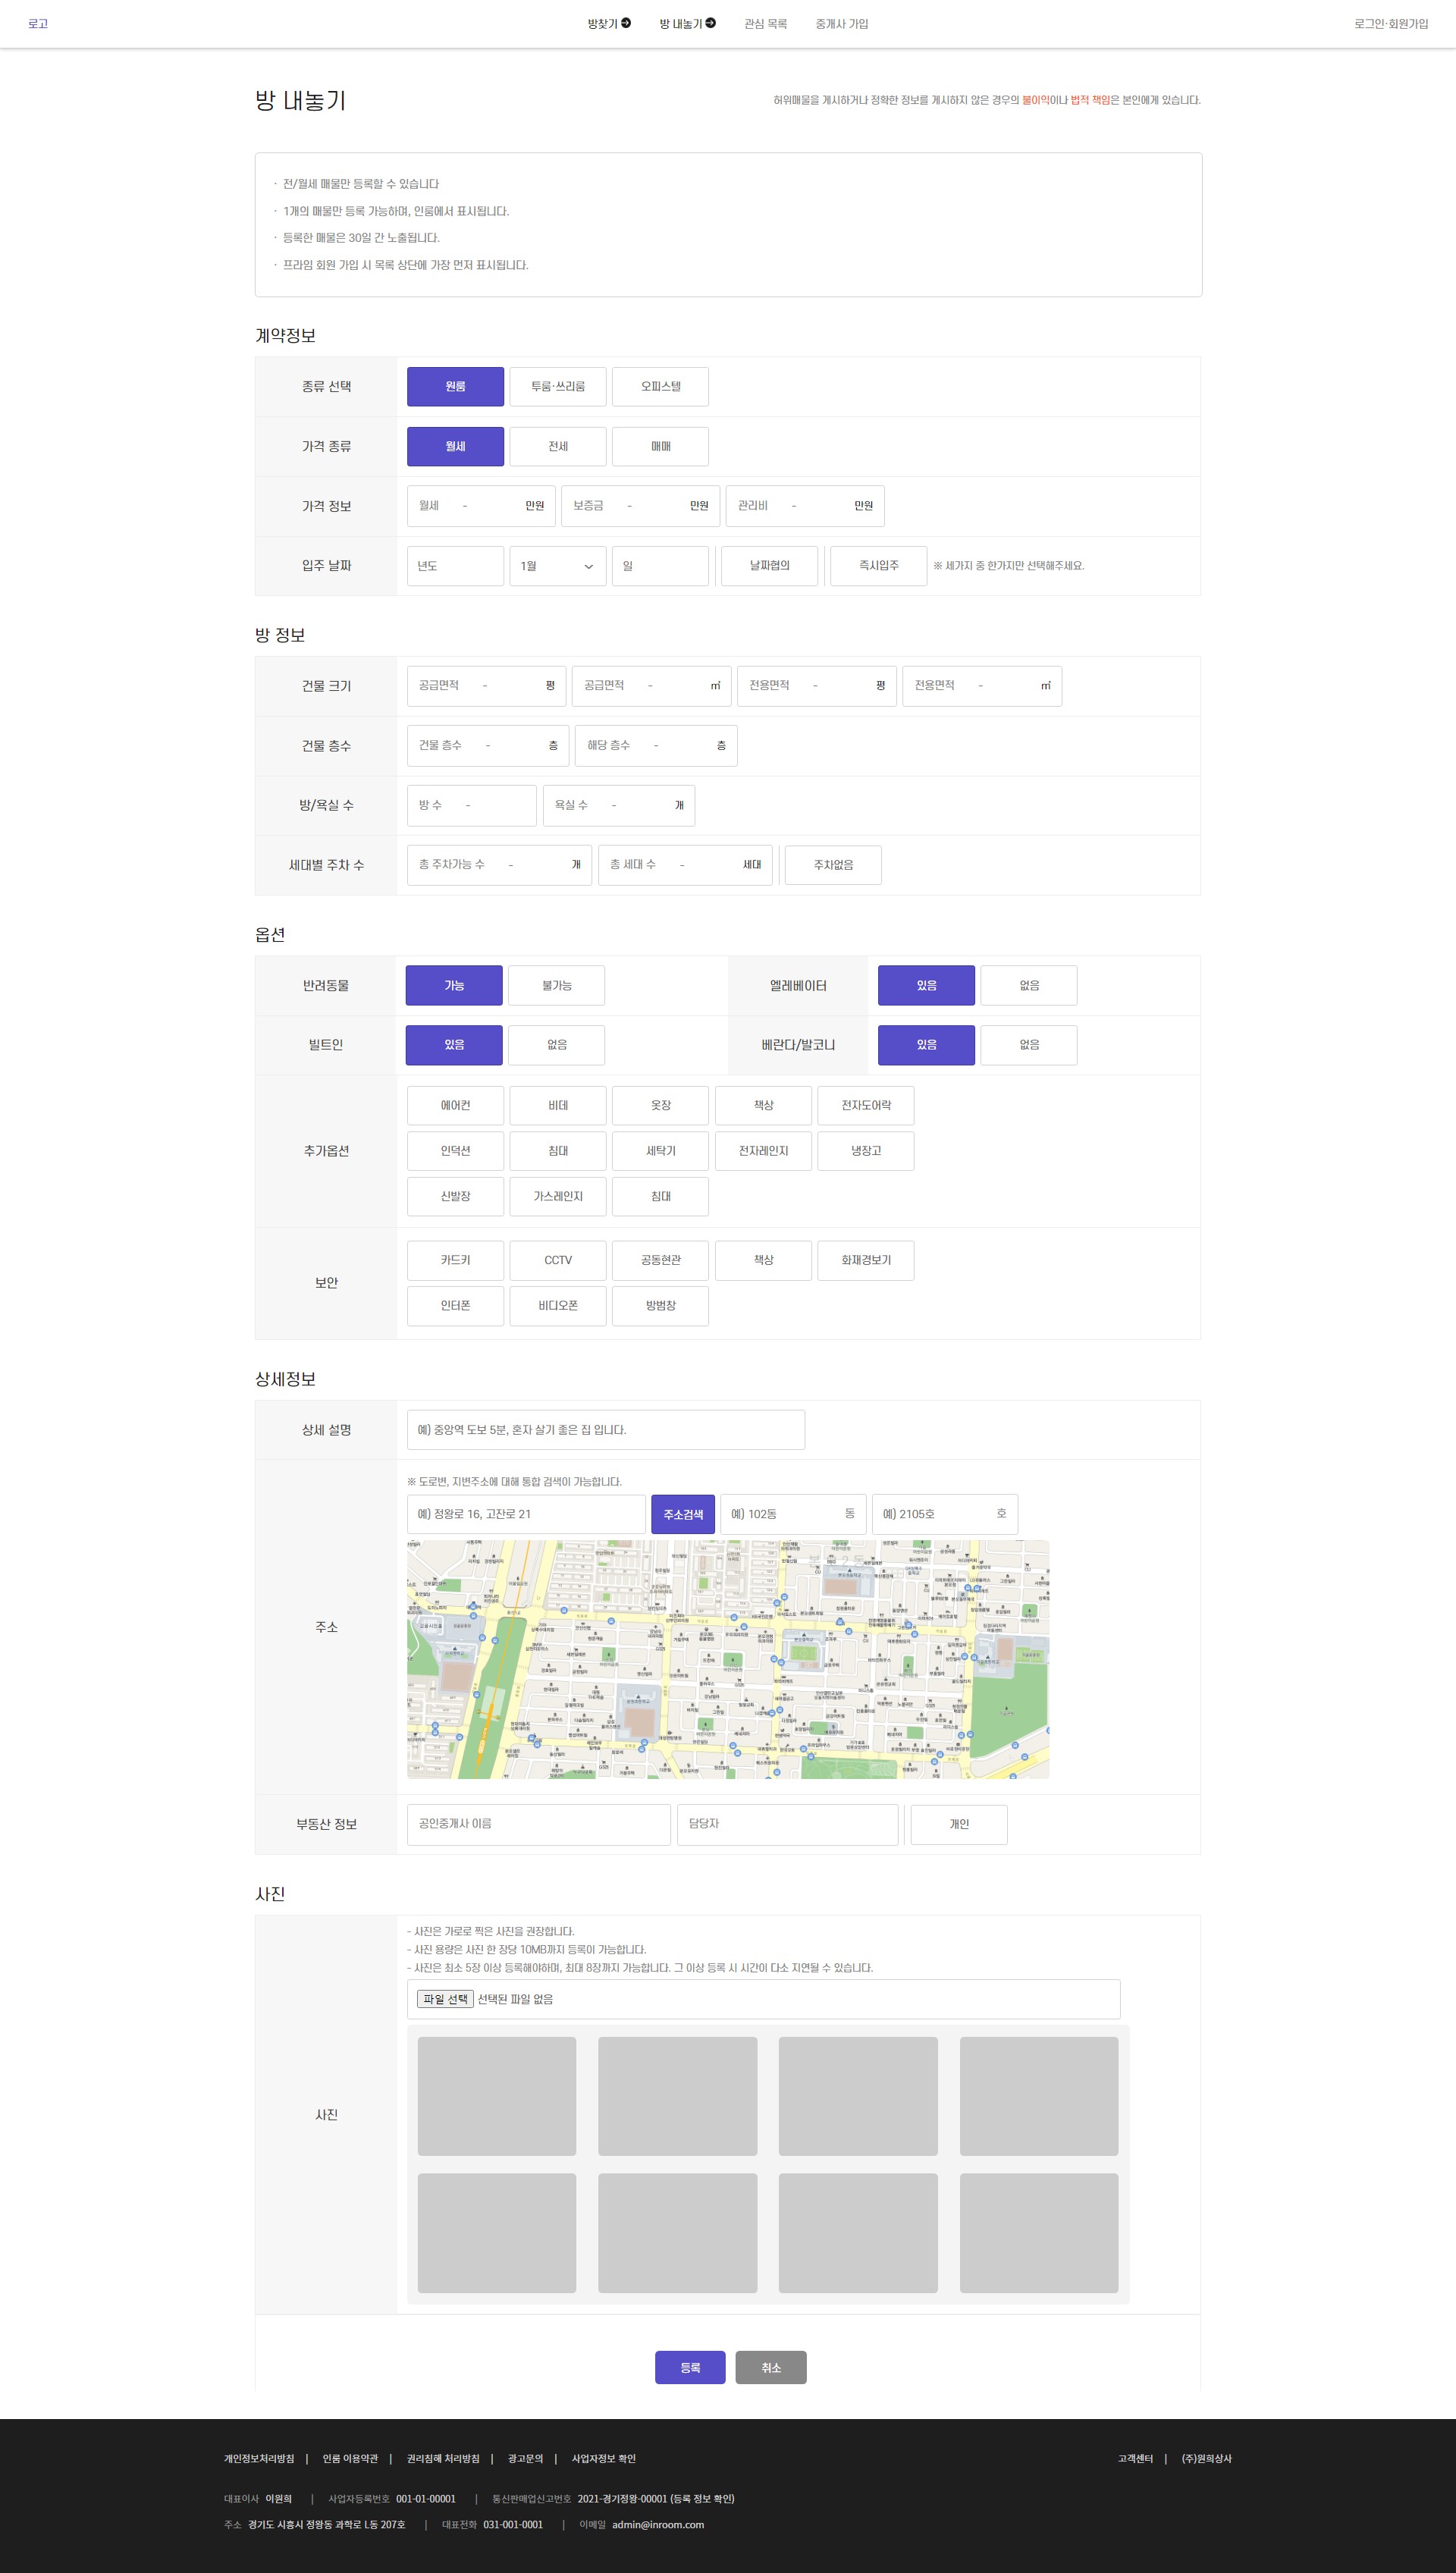 로고 방찾기 방 내놓기 관심 목록 중개사 가입 로그인·회원가입
방 내놓기 허위매물을 게시하거나 정확한 정보를 게시하지 않은 경우의 불이익이나 법적 책임은 본인에게 있습니다.
· 전/월세 매물만 등록할 수 있습니다
· 1개의 매물만 등록 가능하며, 인룸에서 표시됩니다.
· 등록한 매물은 30일 간 노출됩니다.
· 프라임 회원 가입 시 목록 상단에 가장 먼저 표시됩니다.
계약정보
종류 선택 원룸 투룸·쓰리룸 오피스텔
가격 종류 월세 전세 매매
가격 정보 월세 - 만원 보증금 - 만원 관리비 - 만원
입주 날짜 년도 1월 일 날짜협의 즉시입주 ※ 세가지 중 한가지만 선택해주세요.
방 정보
건물 크기 공급면적 - 평 공급면적 - ㎡ 전용면적 - 평 전용면적 - ㎡
건물 층수 건물 층수 - 층 해당 층수 - 층
방/욕실 수 방 수 - 욕실 수 - 개
세대별 주차 수 총 주차가능 수 - 개 총 세대 수 - 세대 주차없음
옵션
반려동물 가능 불가능 엘레베이터 있음 없음
빌트인 있음 없음 베란다/발코니 있음 없음
에어컨 비데 옷장 책상 전자도어락
추가옵션 인덕션 침대 세탁기 전자레인지 냉장고
신발장 가스레인지 침대
카드키 CCTV 공동현관 책상 화재경보기
보안
인터폰 비디오폰 방범창
상세정보
상세 설명 예) 중앙역 도보 5분, 혼자 살기 좋은 집 입니다.
※ 도로변, 지변주소에 대해 통합 검색이 가능합니다.
예) 정왕로 16, 고잔로 21 주소검색 예) 102동 동 예) 2105호 호
주소
부동산 정보 공인중개사 이름 담당자 개인
사진
- 사진은 가로로 찍은 사진을 권장합니다.
- 사진 용량은 사진 한 장당 10MB까지 등록이 가능합니다.
- 사진은 최소 5장 이상 등록해야하며, 최대 8장까지 가능합니다. 그 이상 등록 시 시간이 다소 지연될 수 있습니다.
파일 선택 선택된 파일 없음
사진
등록 취소
개인정보처리방침 | 인룸 이용약관 | 권리침해 처리방침 | 광고문의 | 사업자정보 확인 고객센터 | (주)원희상사
대표이사 이원희 | 사업자등록번호 001-01-00001 | 통신판매업신고번호 2021-경기정왕-00001 (등록 정보 확인)
주소 경기도 시흥시 정왕동 과학로 L동 207호 | 대표전화 031-001-0001 | 이메일 admin@inroom.com